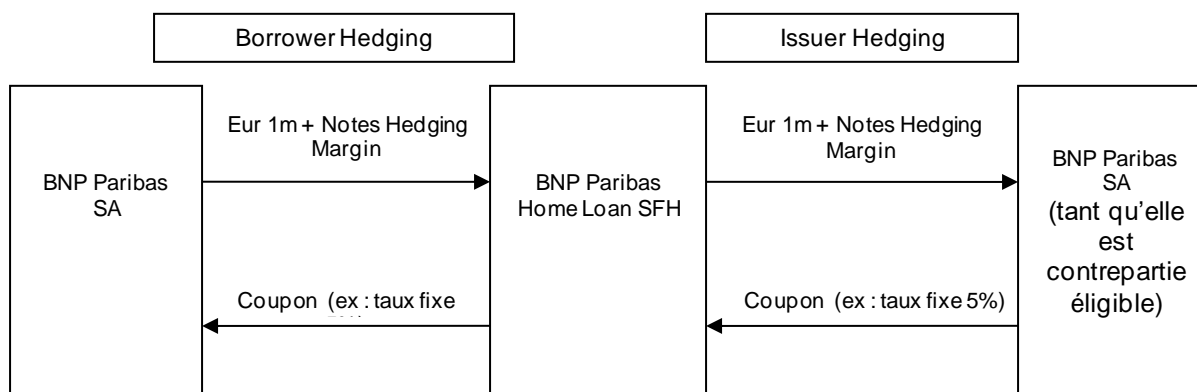 Borrower Hedging
Issuer Hedging
BNP Paribas
SA
Eur 1m + Notes Hedging
Margin
Coupon (ex : taux fixe
BNP Paribas
Home Loan SFH
Eur 1m + Notes Hedging
Margin
Coupon (ex : taux fixe 5%)
BNP Paribas
SA
(tant qu'elle
est
contrepartie
éligible)